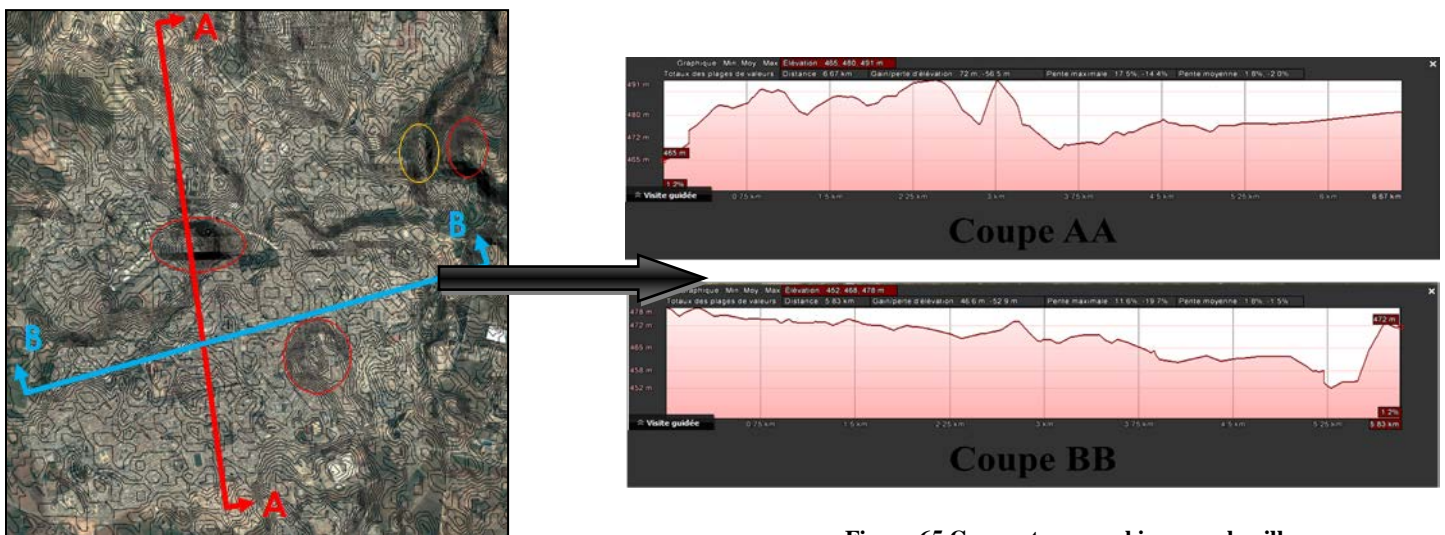 A
B
B
A
Graphique Min. Moy. Max Élévation 465, 480, 491 m
Totaux des plages de valeurs Distance 6.67 km Gain/perte d'élévation 72 m, -56.5 m Pente maximale 17.5%, -14.4% Pente moyenne 1.8%, -2.0%
491 m
480 m
472 m
465 m
465 m
1.2%
Visite guidée 0.75 km 1.5 km 2.25 km 3 km 3.75 km 4.5 km 5.25 km 6 km 6.67 km
Coupe AA
Graphique Min. Moy. Max Élévation 452, 468, 478 m
Totaux des plages de valeurs Distance 5.83 km Gain/perte d'élévation 46.6 m, -52.9 m Pente maximale 11.6%, -19.7% Pente moyenne 1.8%, -1.5%
478 m
472 m
472 m
465 m
458 m
452 m
1.2%
Visite guidée 0.75 km 1.5 km 2.25 km 3 km 3.75 km 4.5 km 5.25 km 5.83 km
Coupe BB